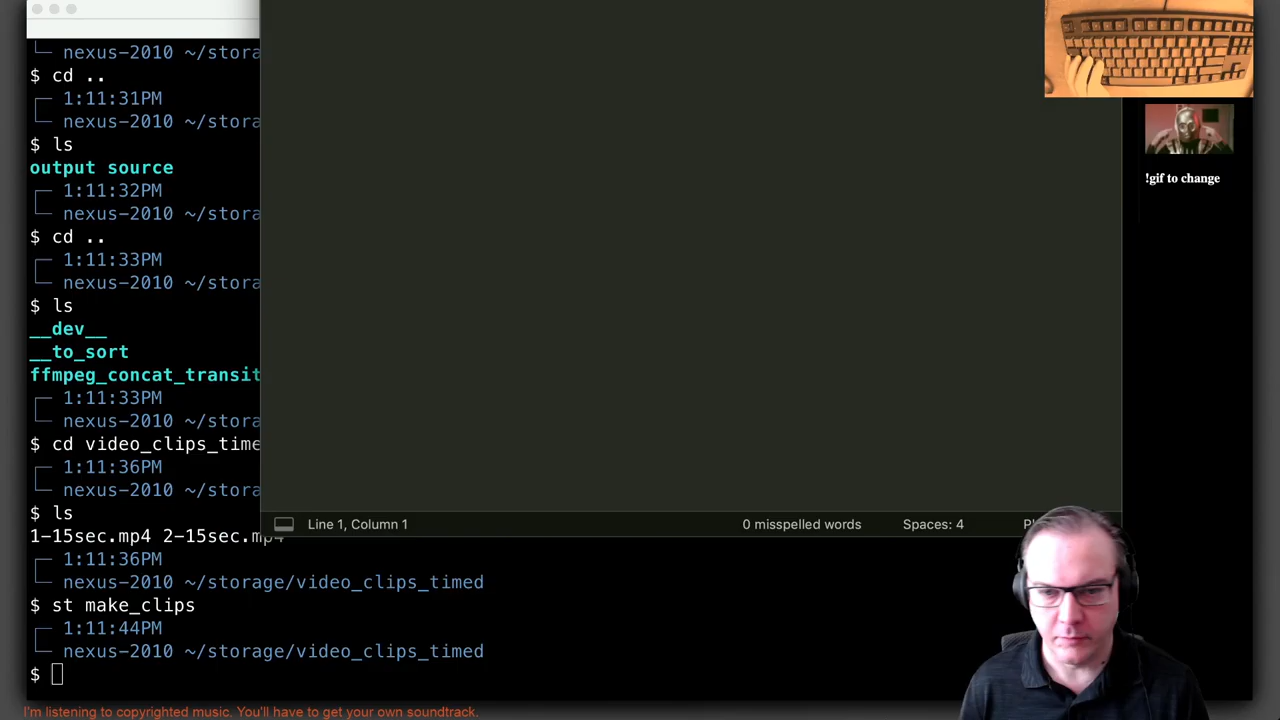 └─ nexus-2010 ~/stora
$ cd ..
┌─ 1:11:31PM
└─ nexus-2010 ~/stora
$ ls
output source
┌─ 1:11:32PM
└─ nexus-2010 ~/stora
$ cd ..
┌─ 1:11:33PM
└─ nexus-2010 ~/stora
$ ls
__dev__
__to_sort
ffmpeg_concat_transit
┌─ 1:11:33PM
└─ nexus-2010 ~/stora
$ cd video_clips_time
┌─ 1:11:36PM
└─ nexus-2010 ~/stora
$ ls
1-15sec.mp4 2-15sec.mp4
┌─ 1:11:36PM
└─ nexus-2010 ~/storage/video_clips_timed
$ st make_clips
┌─ 1:11:44PM
└─ nexus-2010 ~/storage/video_clips_timed
$
Line 1, Column 1
0 misspelled words
Spaces: 4
!gif to change
I'm listening to copyrighted music. You'll have to get your own soundtrack.